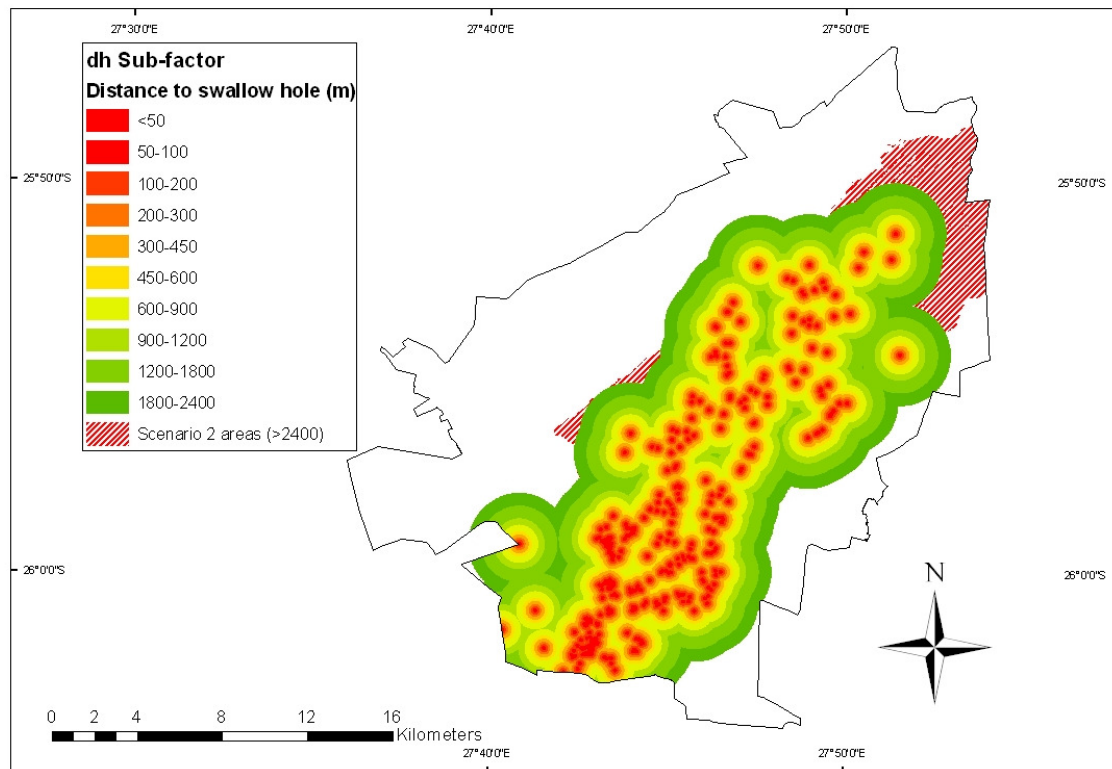 27°30'0"E 27°40'0"E 27°50'0"E
dh Sub-factor
Distance to swallow hole (m)
<50
50-100
100-200
200-300
300-450
450-600
600-900
900-1200
1200-1800
1800-2400
Scenario 2 areas (>2400)
25°50'0"S 25°50'0"S
26°0'0"S 26°0'0"S
N
0 2 4 8 12 16
Kilometers
27°40'0"E 27°50'0"E